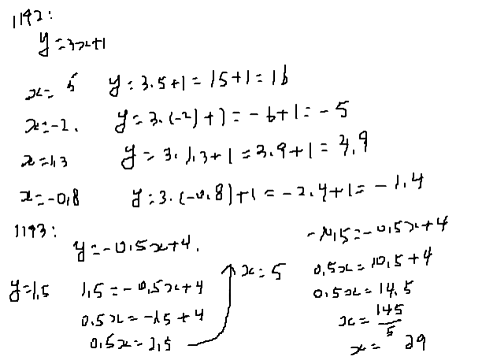 1192:
y=3x+1
x=5 y=3·5+1=15+1=16
x=-2. y=3·(-2)+1=-6+1=-5
x=1,3 y=3·1,3+1=3.9+1=4,9
x=-0,8 y=3·(-0.8)+1=-2.4+1=-1.4
1193:
y=-0,5x+4.
y=1,5 1,5=-0,5x+4
0,5x=-1,5+4
0,5x=2,5
x=5
-10,5=-0,5x+4
0,5x=10,5+4
0,5x=14,5
x=145/5
x=29